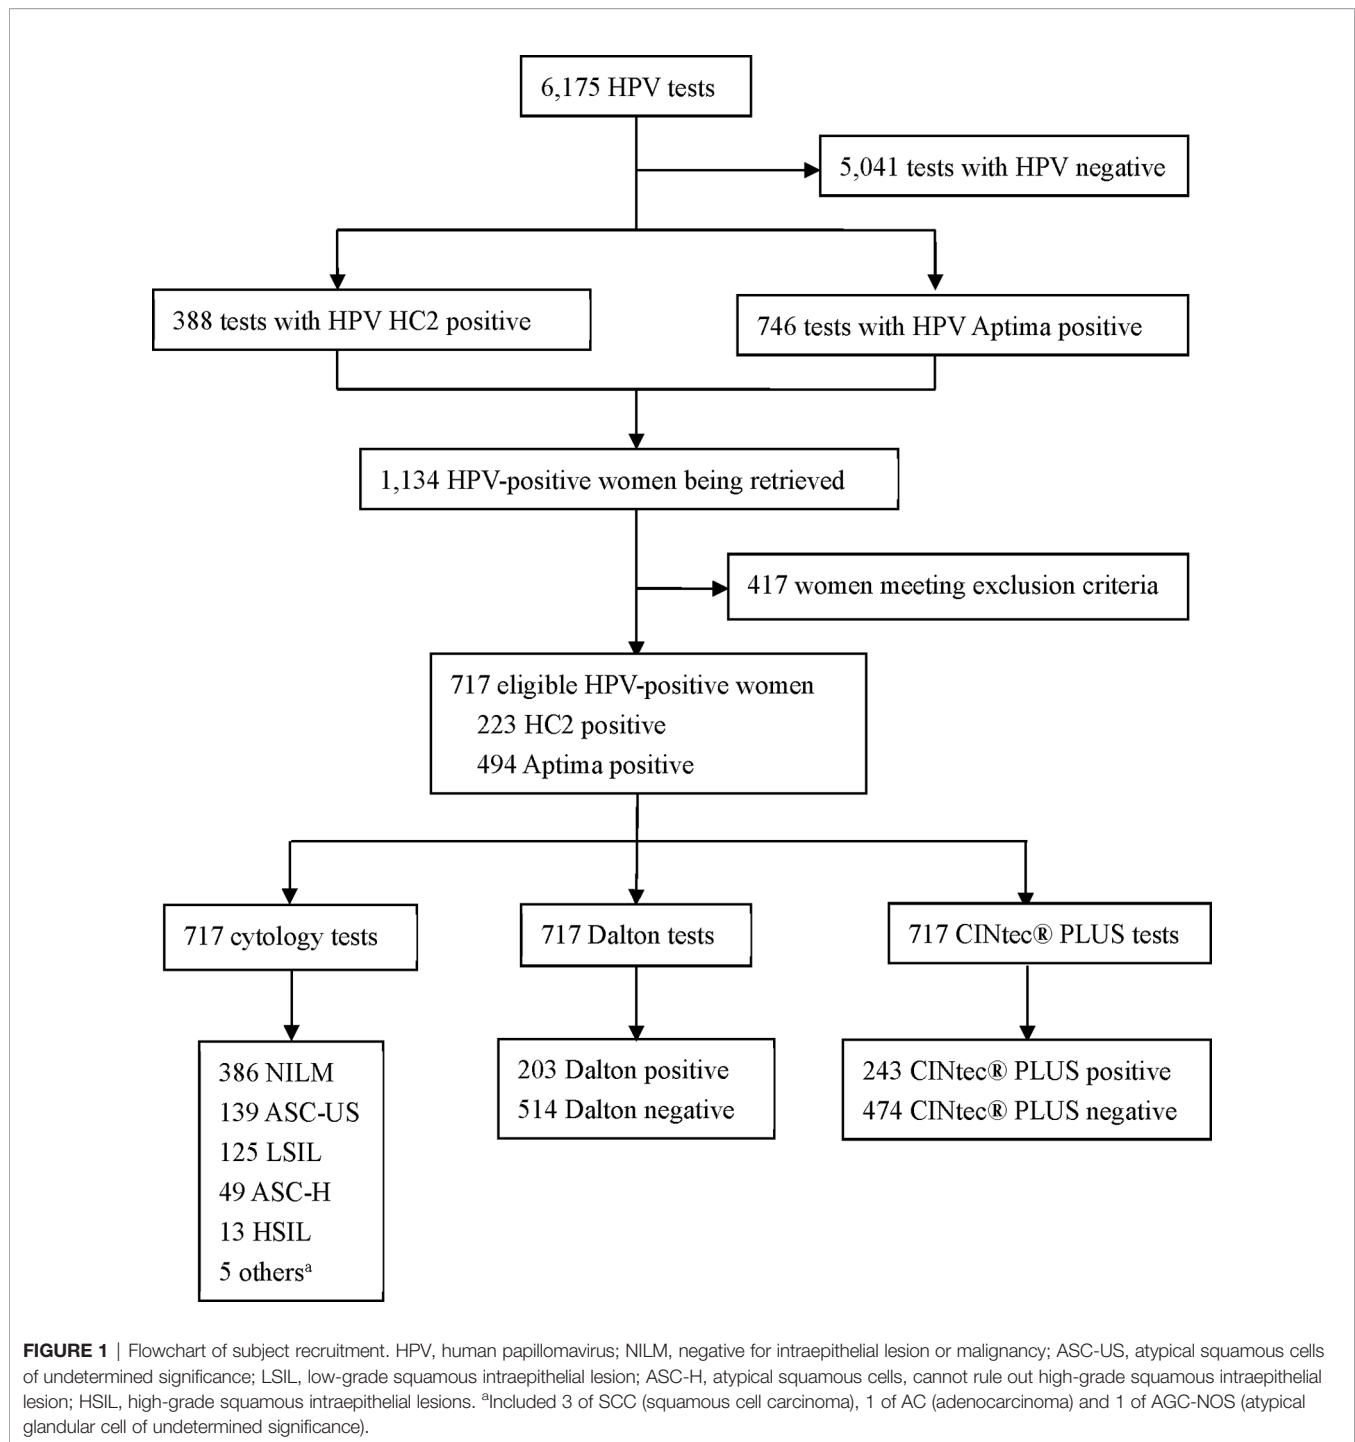 6,175 HPV tests
5,041 tests with HPV negative
388 tests with HPV HC2 positive
746 tests with HPV Aptima positive
1,134 HPV-positive women being retrieved
417 women meeting exclusion criteria
717 eligible HPV-positive women
223 HC2 positive
494 Aptima positive
717 cytology tests
717 Dalton tests
717 CINtec® PLUS tests
386 NILM
139 ASC-US
125 LSIL
49 ASC-H
13 HSIL
5 othersᵃ
203 Dalton positive
514 Dalton negative
243 CINtec® PLUS positive
474 CINtec® PLUS negative
FIGURE 1 | Flowchart of subject recruitment. HPV, human papillomavirus; NILM, negative for intraepithelial lesion or malignancy; ASC-US, atypical squamous cells
of undetermined significance; LSIL, low-grade squamous intraepithelial lesion; ASC-H, atypical squamous cells, cannot rule out high-grade squamous intraepithelial
lesion; HSIL, high-grade squamous intraepithelial lesions. ᵃIncluded 3 of SCC (squamous cell carcinoma), 1 of AC (adenocarcinoma) and 1 of AGC-NOS (atypical
glandular cell of undetermined significance).